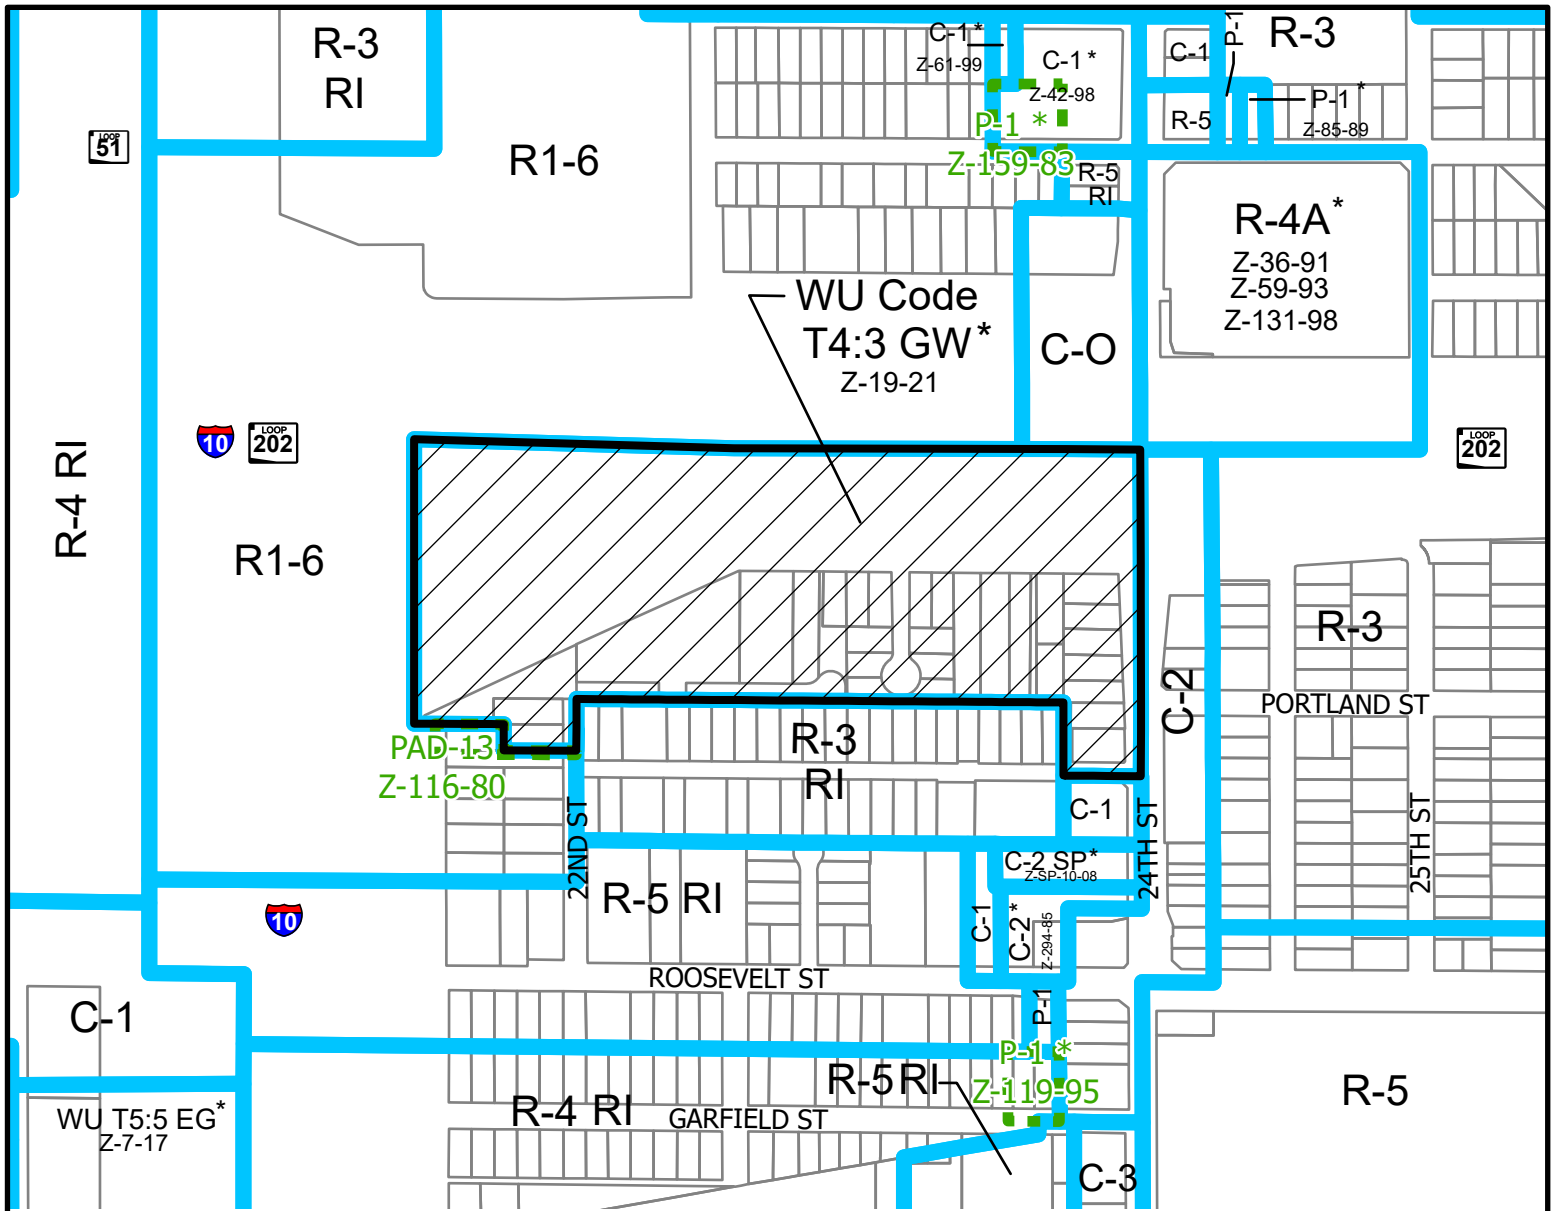 R-3
RI
C-1*
Z-61-99
C-1*
Z-42-98
P-1 *
Z-159-83
R-5
RI
C-1
P-1
R-3
R-5
P-1*
Z-85-89
LOOP
51
R1-6
R-4A*
Z-36-91
Z-59-93
Z-131-98
WU Code
T4:3 GW*
Z-19-21
C-O
10
LOOP
202
LOOP
202
R-4 RI
R1-6
R-3
C-2
PORTLAND ST
R-3
RI
PAD-13
Z-116-80
22ND ST
C-1
24TH ST
25TH ST
C-2 SP*
Z-SP-10-08
R-5 RI
C-1
C-2*
Z-294-85
10
ROOSEVELT ST
C-1
P-1
P-1 *
Z-119-95
R-5 RI
R-5
WU T5:5 EG*
Z-7-17
R-4 RI
GARFIELD ST
C-3